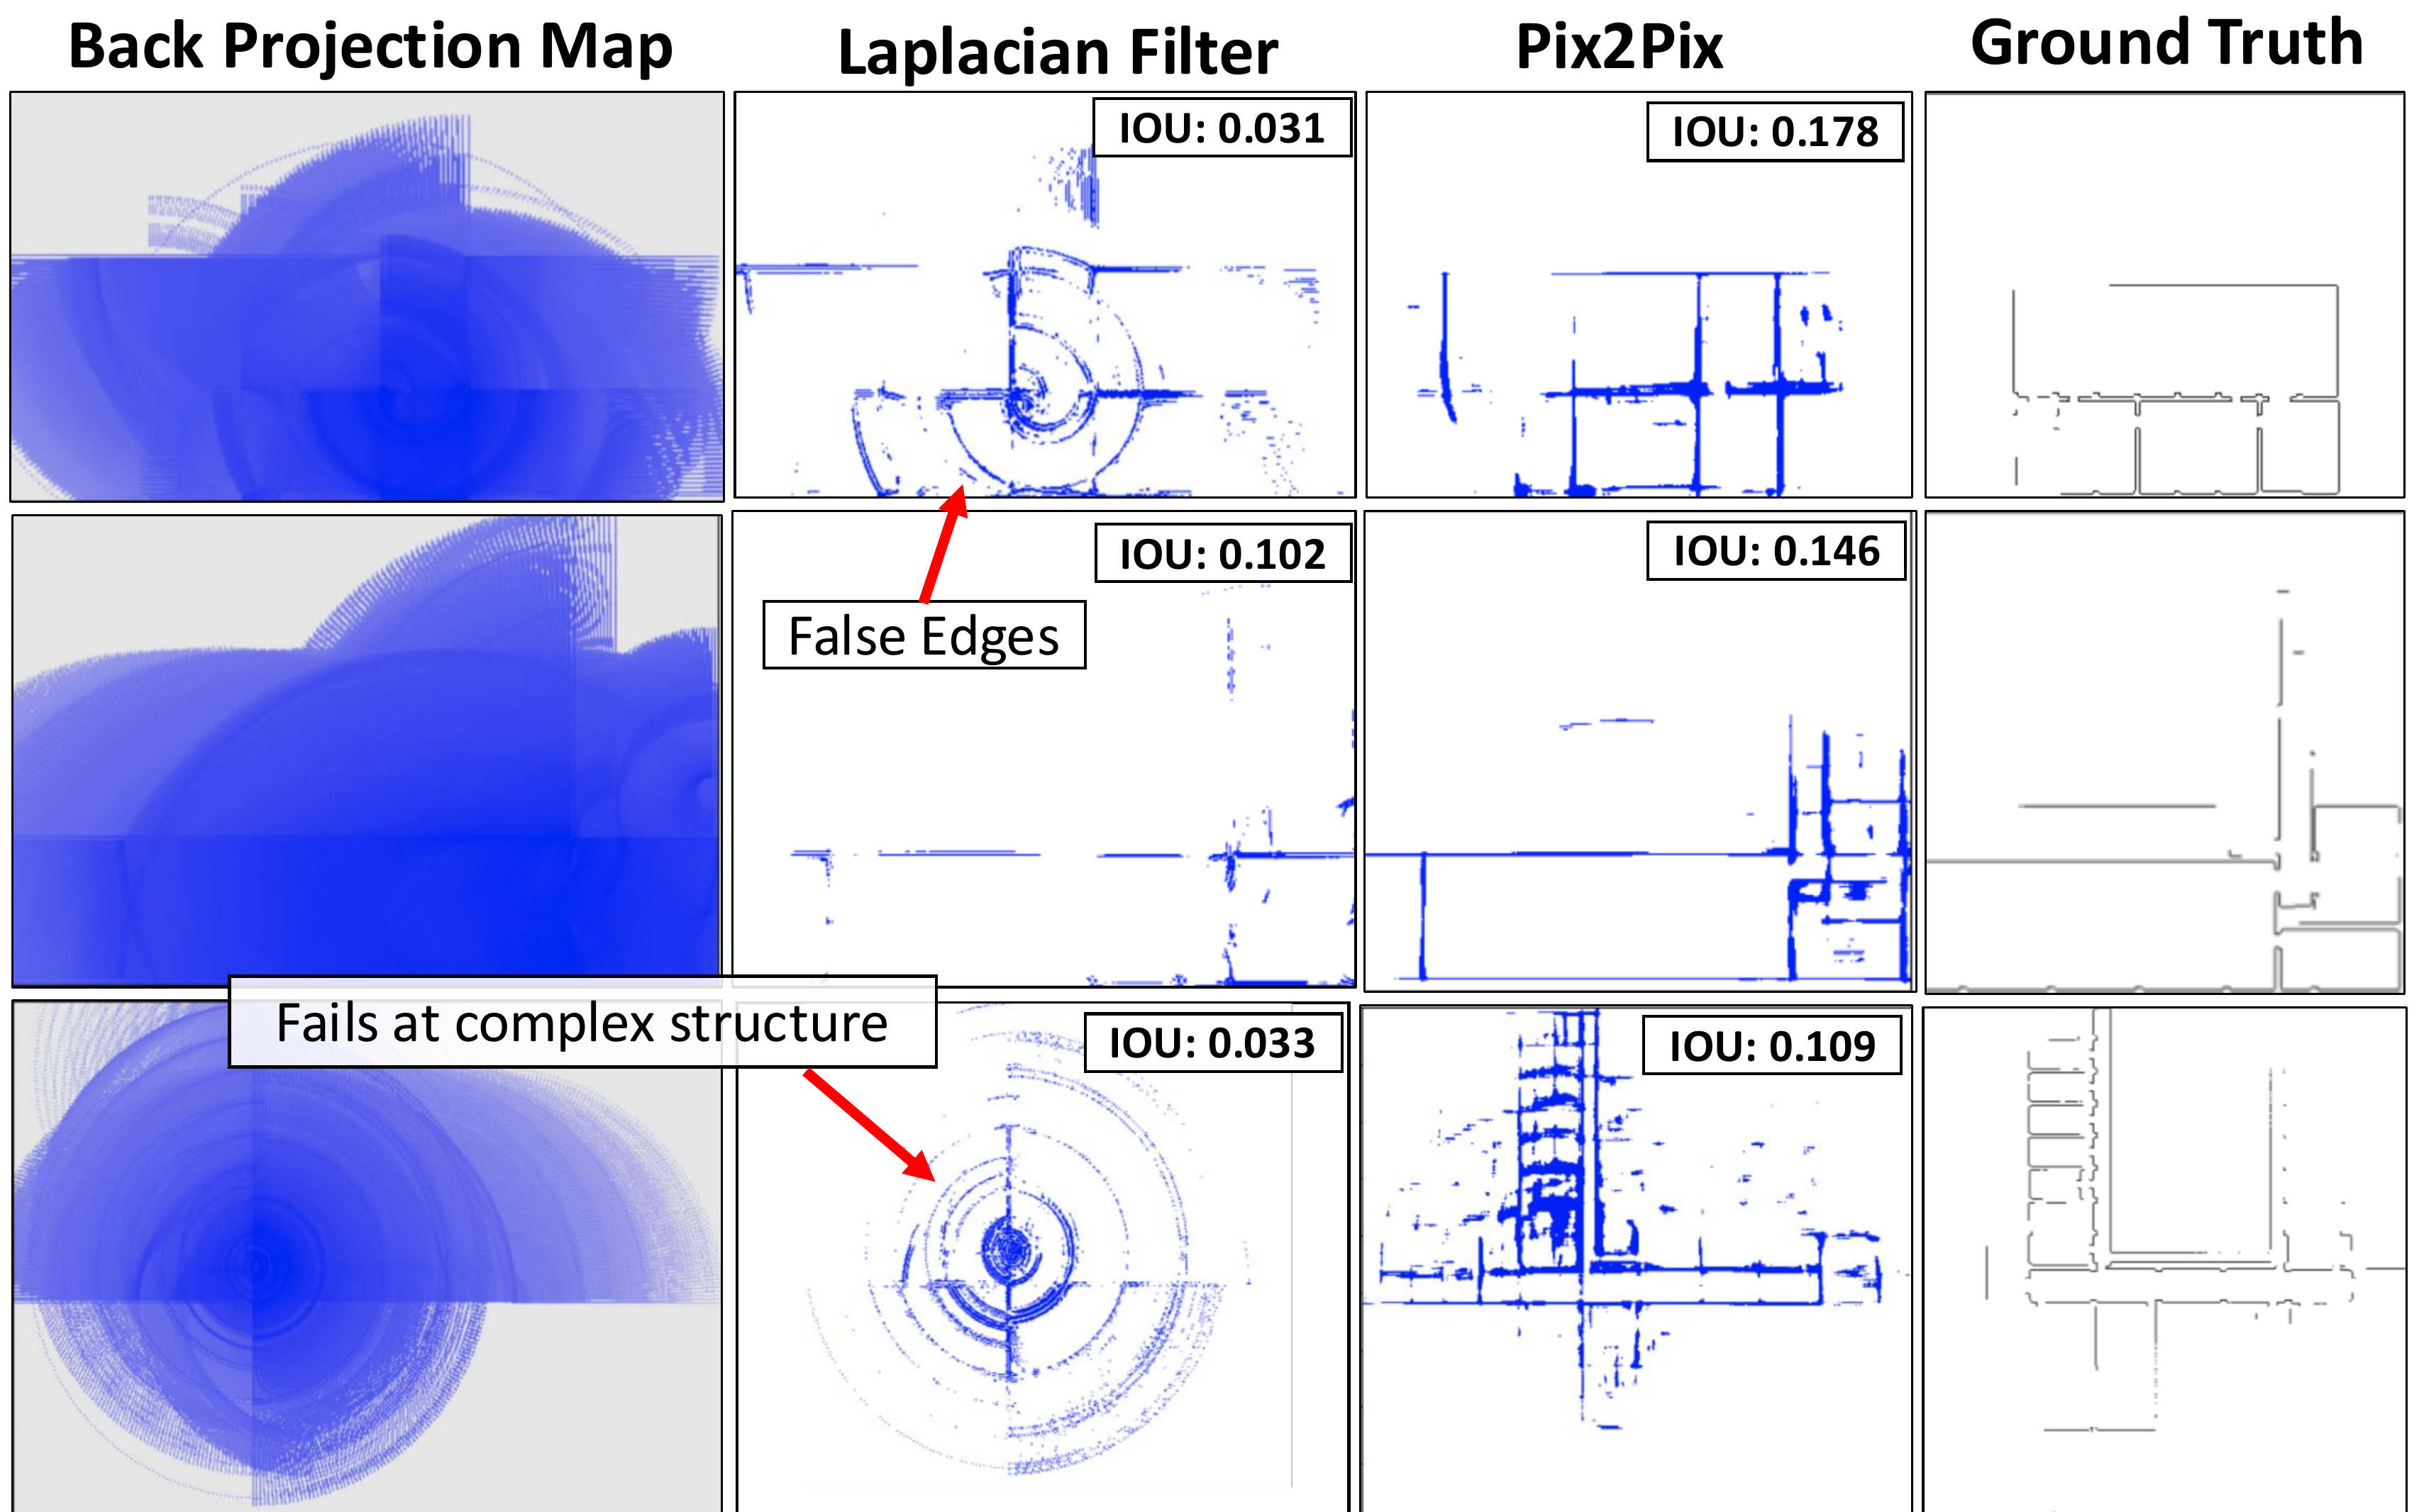 Back Projection Map
Laplacian Filter
Pix2Pix
Ground Truth
IOU: 0.031
IOU: 0.178
IOU: 0.102
IOU: 0.146
False Edges
Fails at complex structure
IOU: 0.033
IOU: 0.109